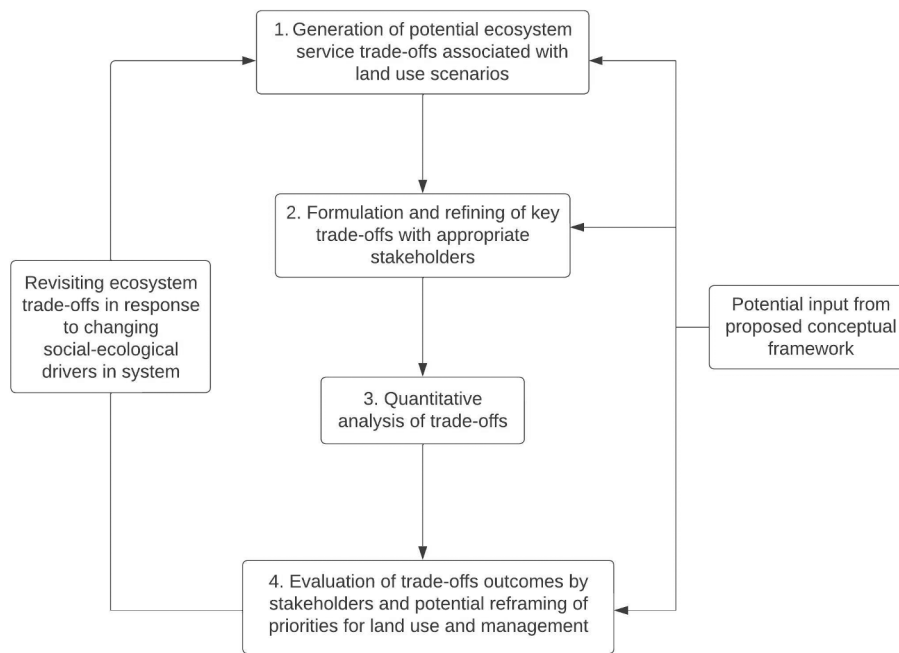 1. Generation of potential ecosystem
service trade-offs associated with
land use scenarios
2. Formulation and refining of key
trade-offs with appropriate
stakeholders
Revisiting ecosystem
trade-offs in response
to changing
social-ecological
drivers in system
Potential input from
proposed conceptual
framework
3. Quantitative
analysis of trade-offs
4. Evaluation of trade-offs outcomes by
stakeholders and potential reframing of
priorities for land use and management